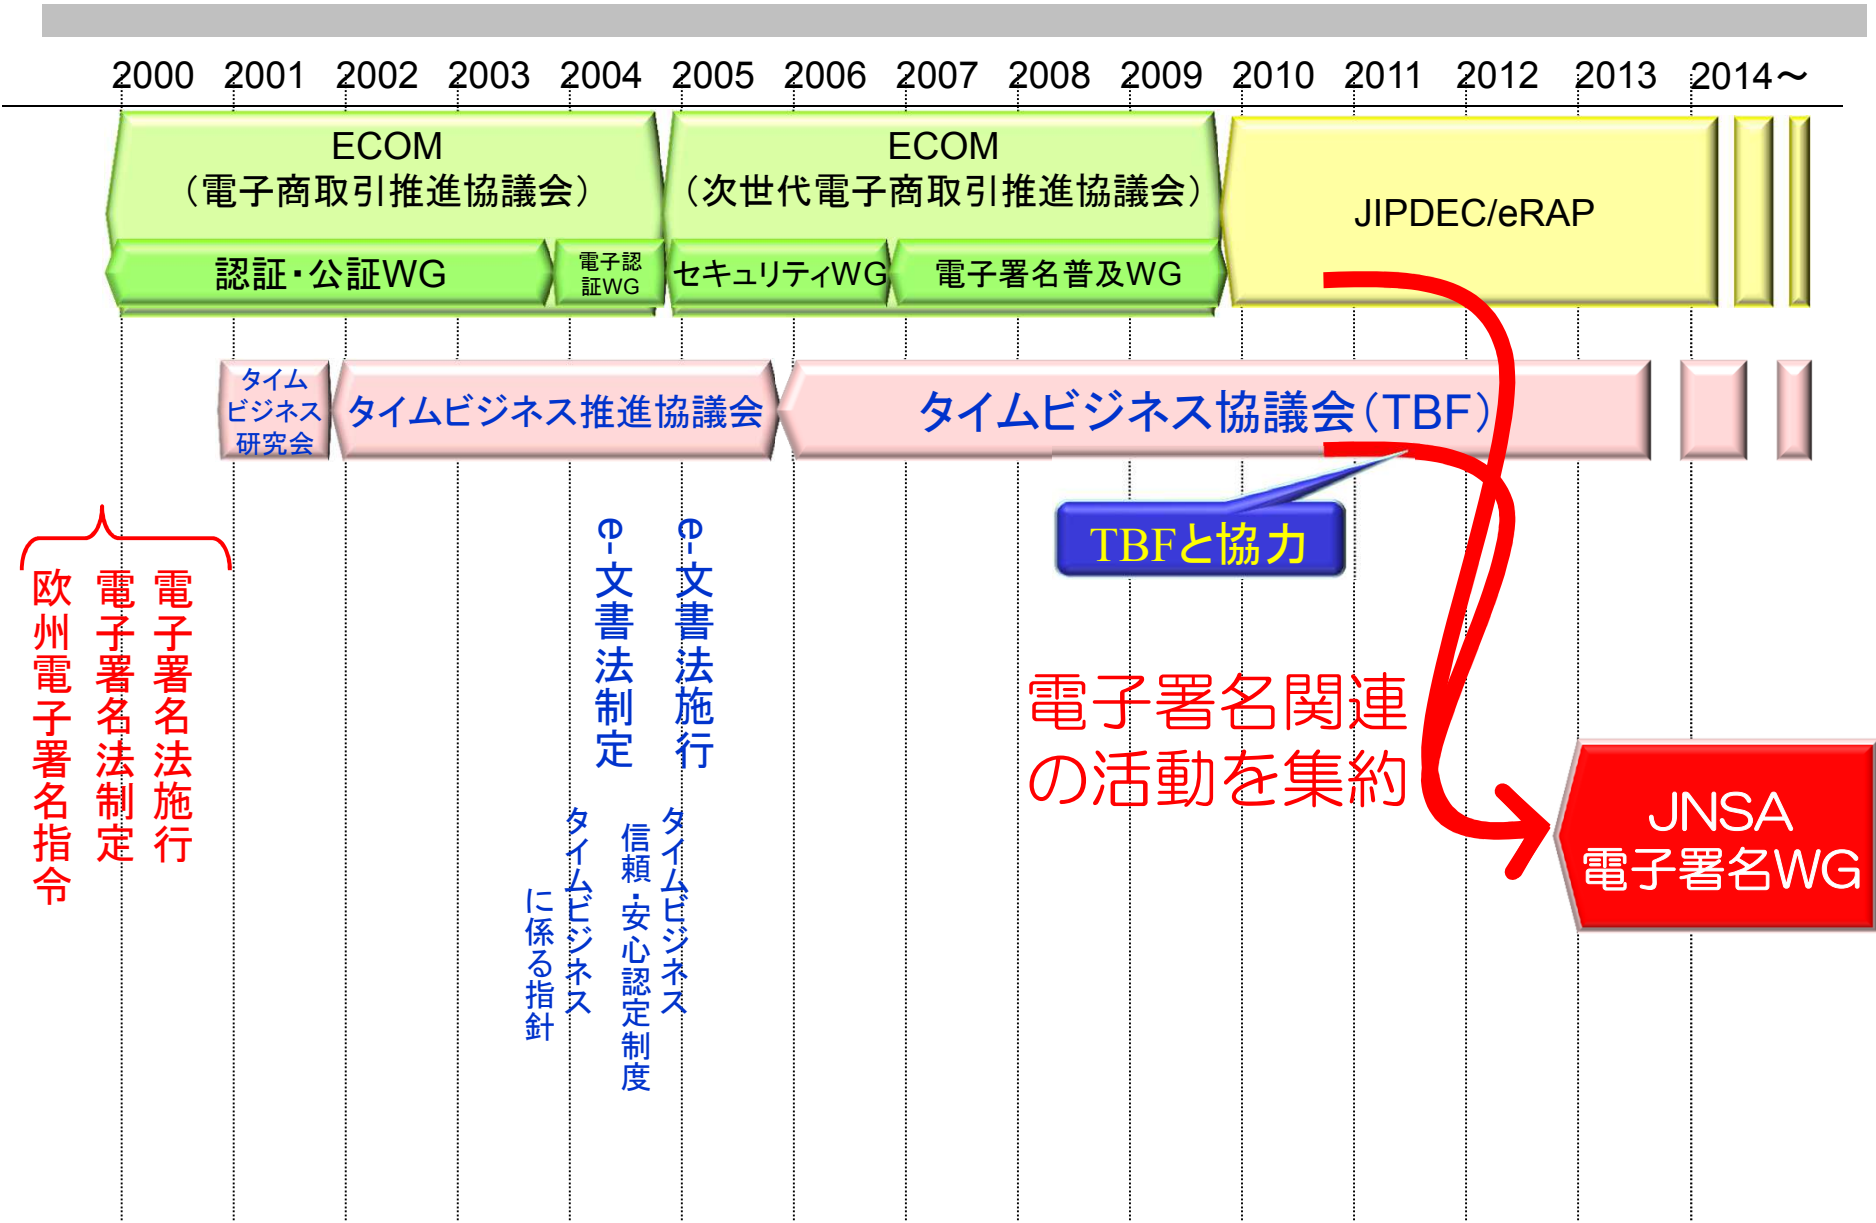 2000 2001 2002 2003 2004 2005 2006 2007 2008 2009 2010 2011 2012 2013 2014～
ECOM
（電子商取引推進協議会）
ECOM
（次世代電子商取引推進協議会）
JIPDEC/eRAP
認証・公証WG
電子認
証WG
セキュリティWG
電子署名普及WG
タイム
ビジネス
研究会
タイムビジネス推進協議会
タイムビジネス協議会（TBF）
TBFと協力
欧州電子署名指令
電子署名法制定
電子署名法施行
e-文書法制定
e-文書法施行
タイムビジネス
に係る指針
タイムビジネス
信頼・安心認定制度
電子署名関連
の活動を集約
JNSA
電子署名WG